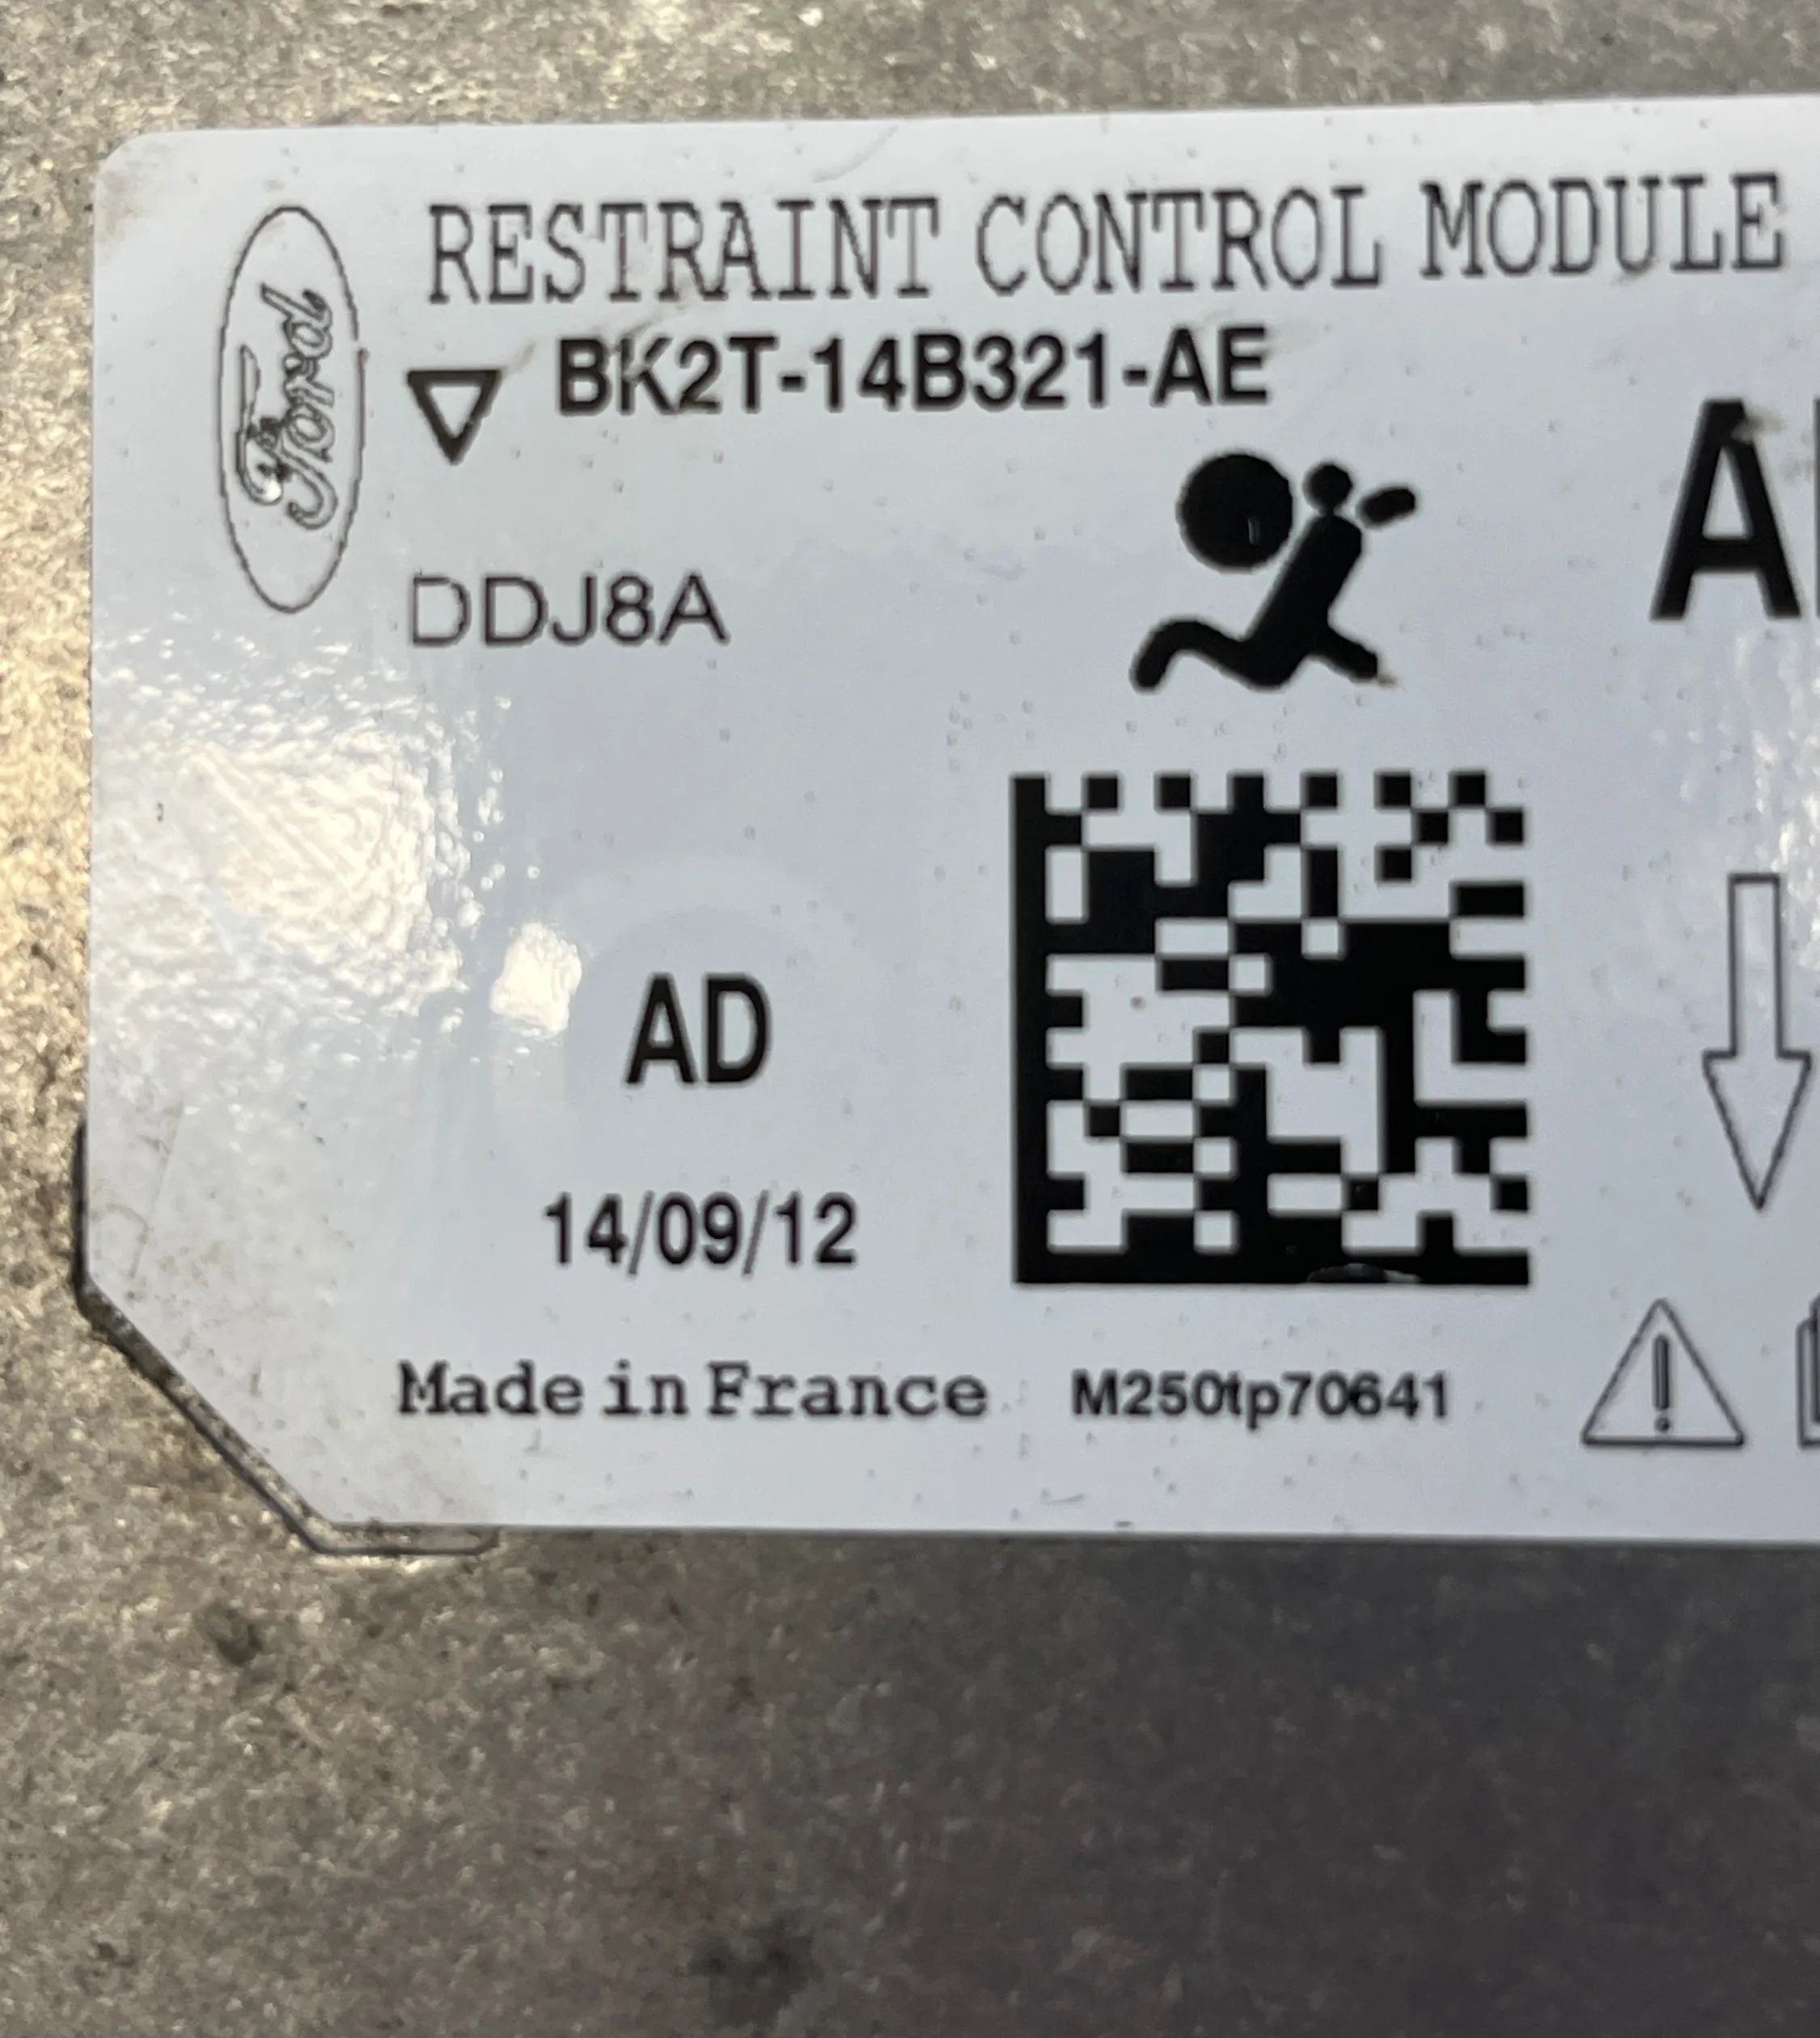 Ford
RESTRAINT CONTROL MODULE
BK2T-14B321-AE
DDJ8A
AD
14/09/12
Made in France M250tp70641